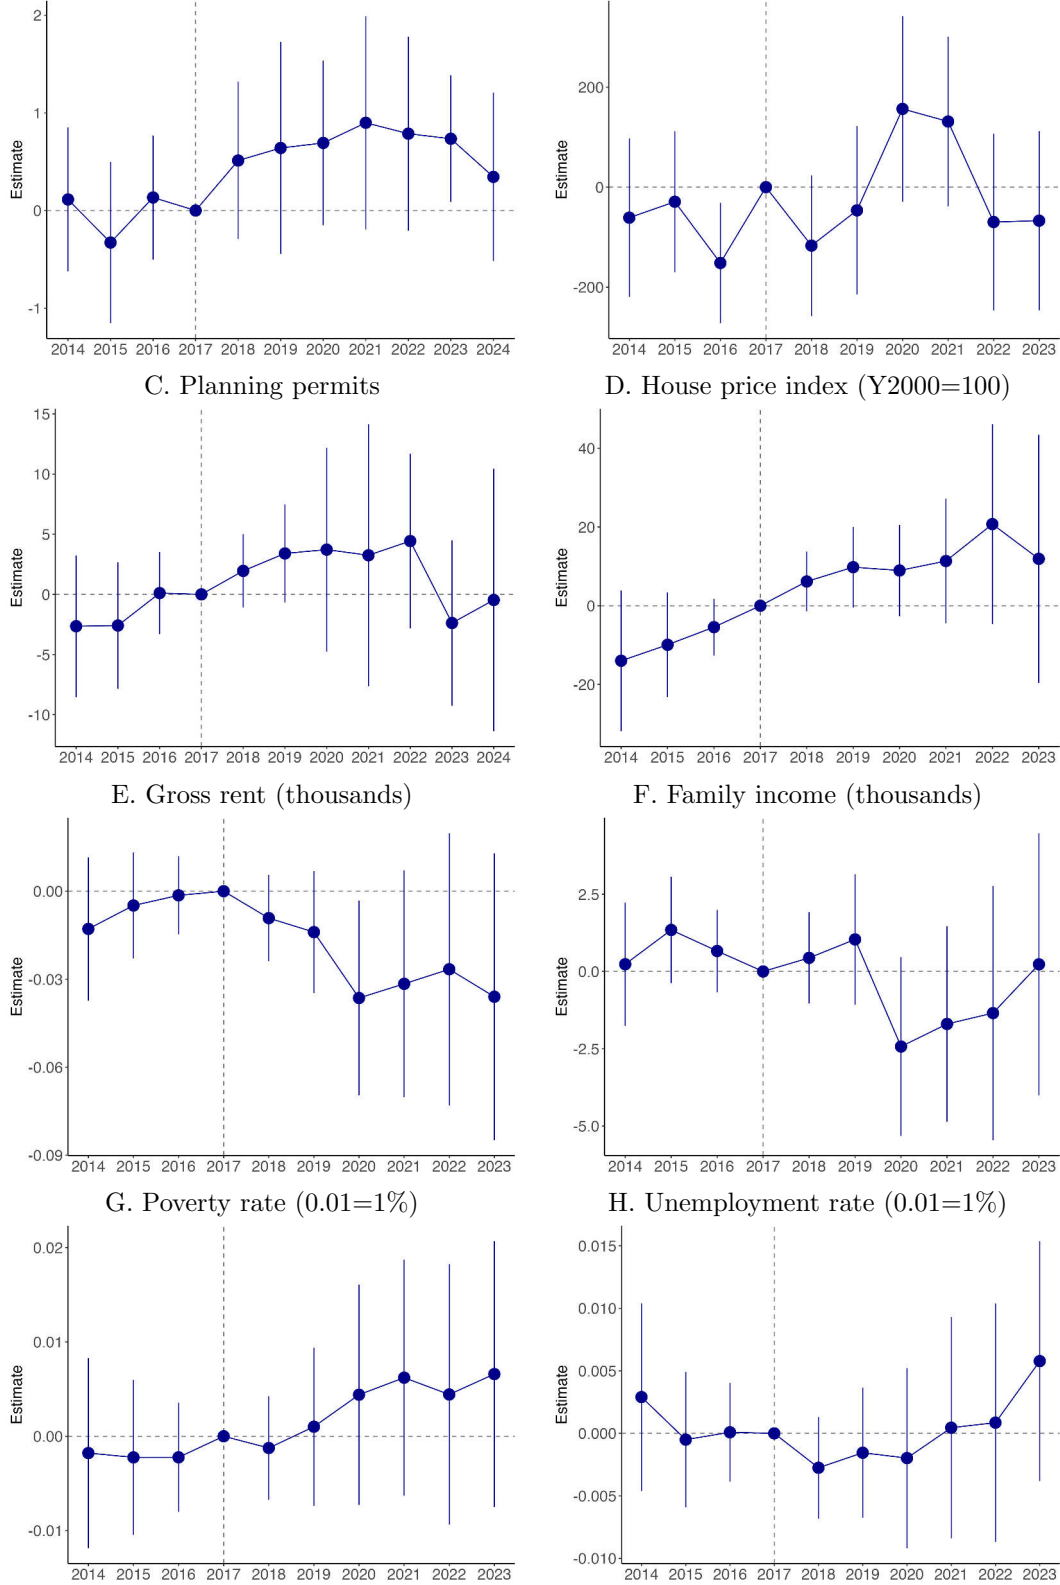 2
1
0
-1
Estimate
2014 2015 2016 2017 2018 2019 2020 2021 2022 2023 2024
200
0
-200
Estimate
2014 2015 2016 2017 2018 2019 2020 2021 2022 2023
C. Planning permits
D. House price index (Y2000=100)
15
10
5
0
-5
-10
Estimate
2014 2015 2016 2017 2018 2019 2020 2021 2022 2023 2024
40
20
0
-20
Estimate
2014 2015 2016 2017 2018 2019 2020 2021 2022 2023
E. Gross rent (thousands)
F. Family income (thousands)
0.00
-0.03
-0.06
-0.09
Estimate
2014 2015 2016 2017 2018 2019 2020 2021 2022 2023
2.5
0.0
-2.5
-5.0
Estimate
2014 2015 2016 2017 2018 2019 2020 2021 2022 2023
G. Poverty rate (0.01=1%)
H. Unemployment rate (0.01=1%)
0.02
0.01
0.00
-0.01
Estimate
2014 2015 2016 2017 2018 2019 2020 2021 2022 2023
0.015
0.010
0.005
0.000
-0.005
-0.010
Estimate
2014 2015 2016 2017 2018 2019 2020 2021 2022 2023